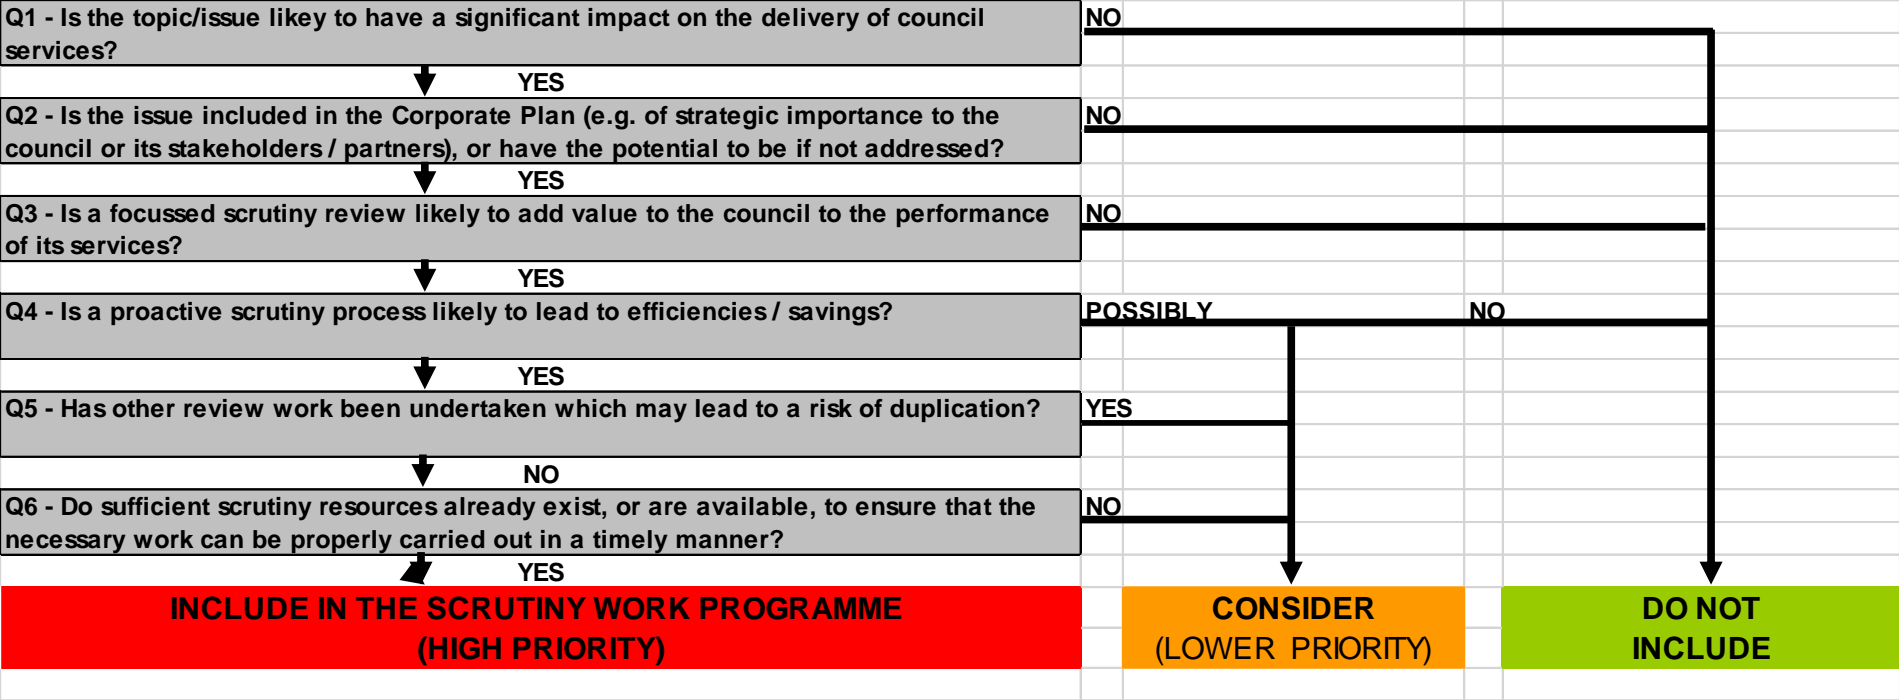 Q1 - Is the topic/issue likey to have a significant impact on the delivery of council
services?
NO
YES
Q2 - Is the issue included in the Corporate Plan (e.g. of strategic importance to the
council or its stakeholders / partners), or have the potential to be if not addressed?
NO
YES
Q3 - Is a focussed scrutiny review likely to add value to the council to the performance
of its services?
NO
YES
Q4 - Is a proactive scrutiny process likely to lead to efficiencies / savings?
POSSIBLY
NO
YES
Q5 - Has other review work been undertaken which may lead to a risk of duplication?
YES
NO
Q6 - Do sufficient scrutiny resources already exist, or are available, to ensure that the
necessary work can be properly carried out in a timely manner?
NO
YES
INCLUDE IN THE SCRUTINY WORK PROGRAMME
(HIGH PRIORITY)
CONSIDER
(LOWER PRIORITY)
DO NOT
INCLUDE